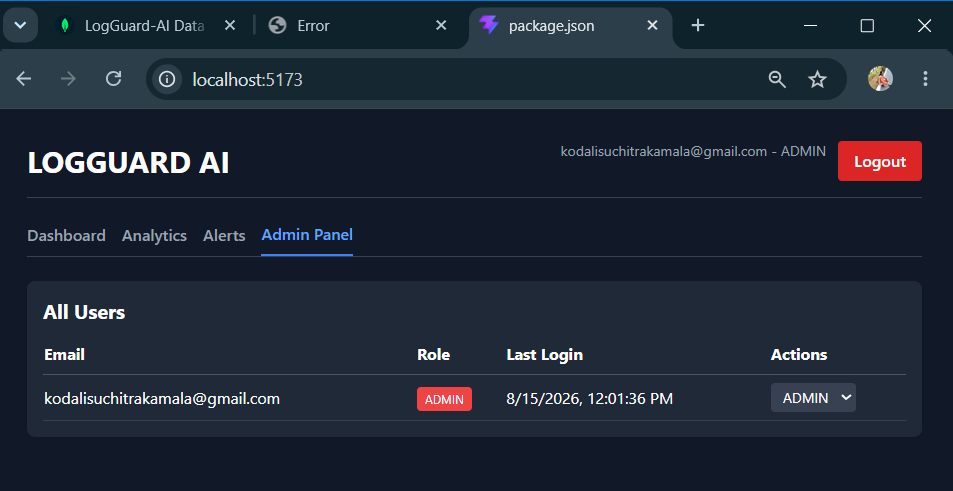 LogGuard-AI Data
Error
package.json
localhost:5173
LOGGUARD AI
kodalisuchitrakamala@gmail.com - ADMIN
Logout
Dashboard Analytics Alerts Admin Panel
All Users
Email Role Last Login Actions
kodalisuchitrakamala@gmail.com ADMIN 8/15/2026, 12:01:36 PM ADMIN